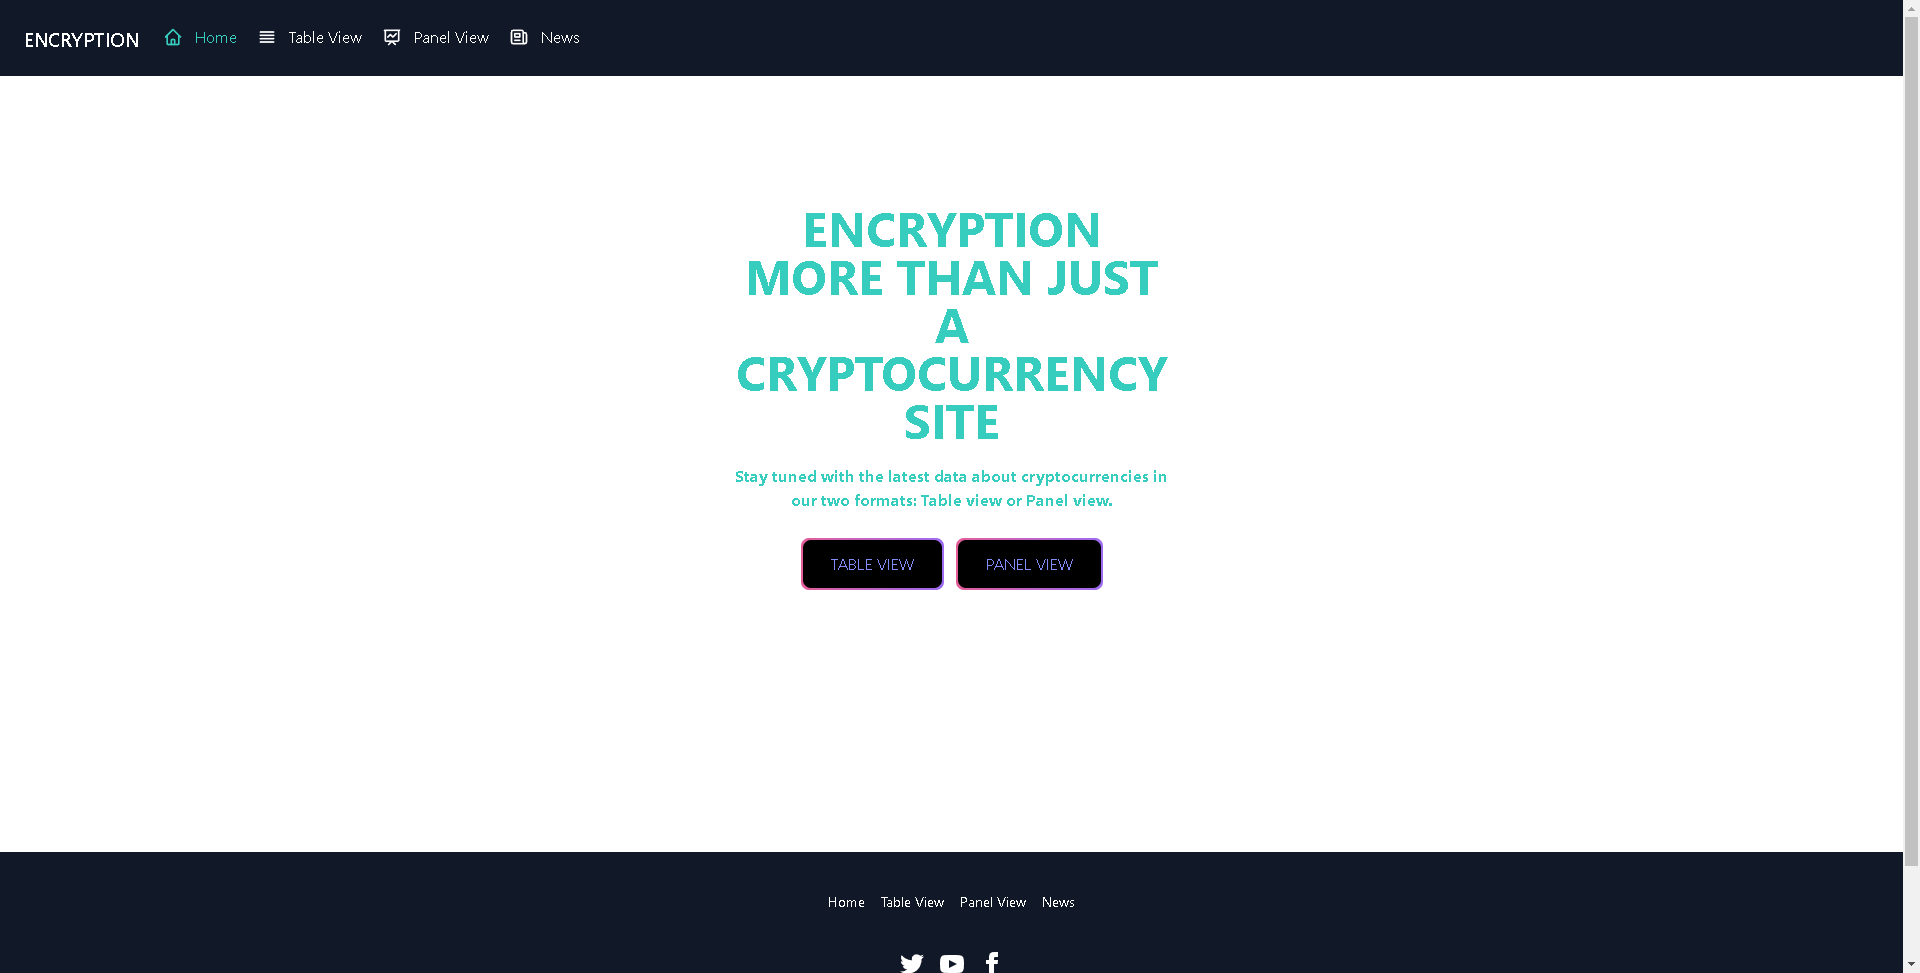 ENCRYPTION Home Table View Panel View News
ENCRYPTION
MORE THAN JUST
A
CRYPTOCURRENCY
SITE
Stay tuned with the latest data about cryptocurrencies in
our two formats: Table view or Panel view.
TABLE VIEW PANEL VIEW
Home Table View Panel View News